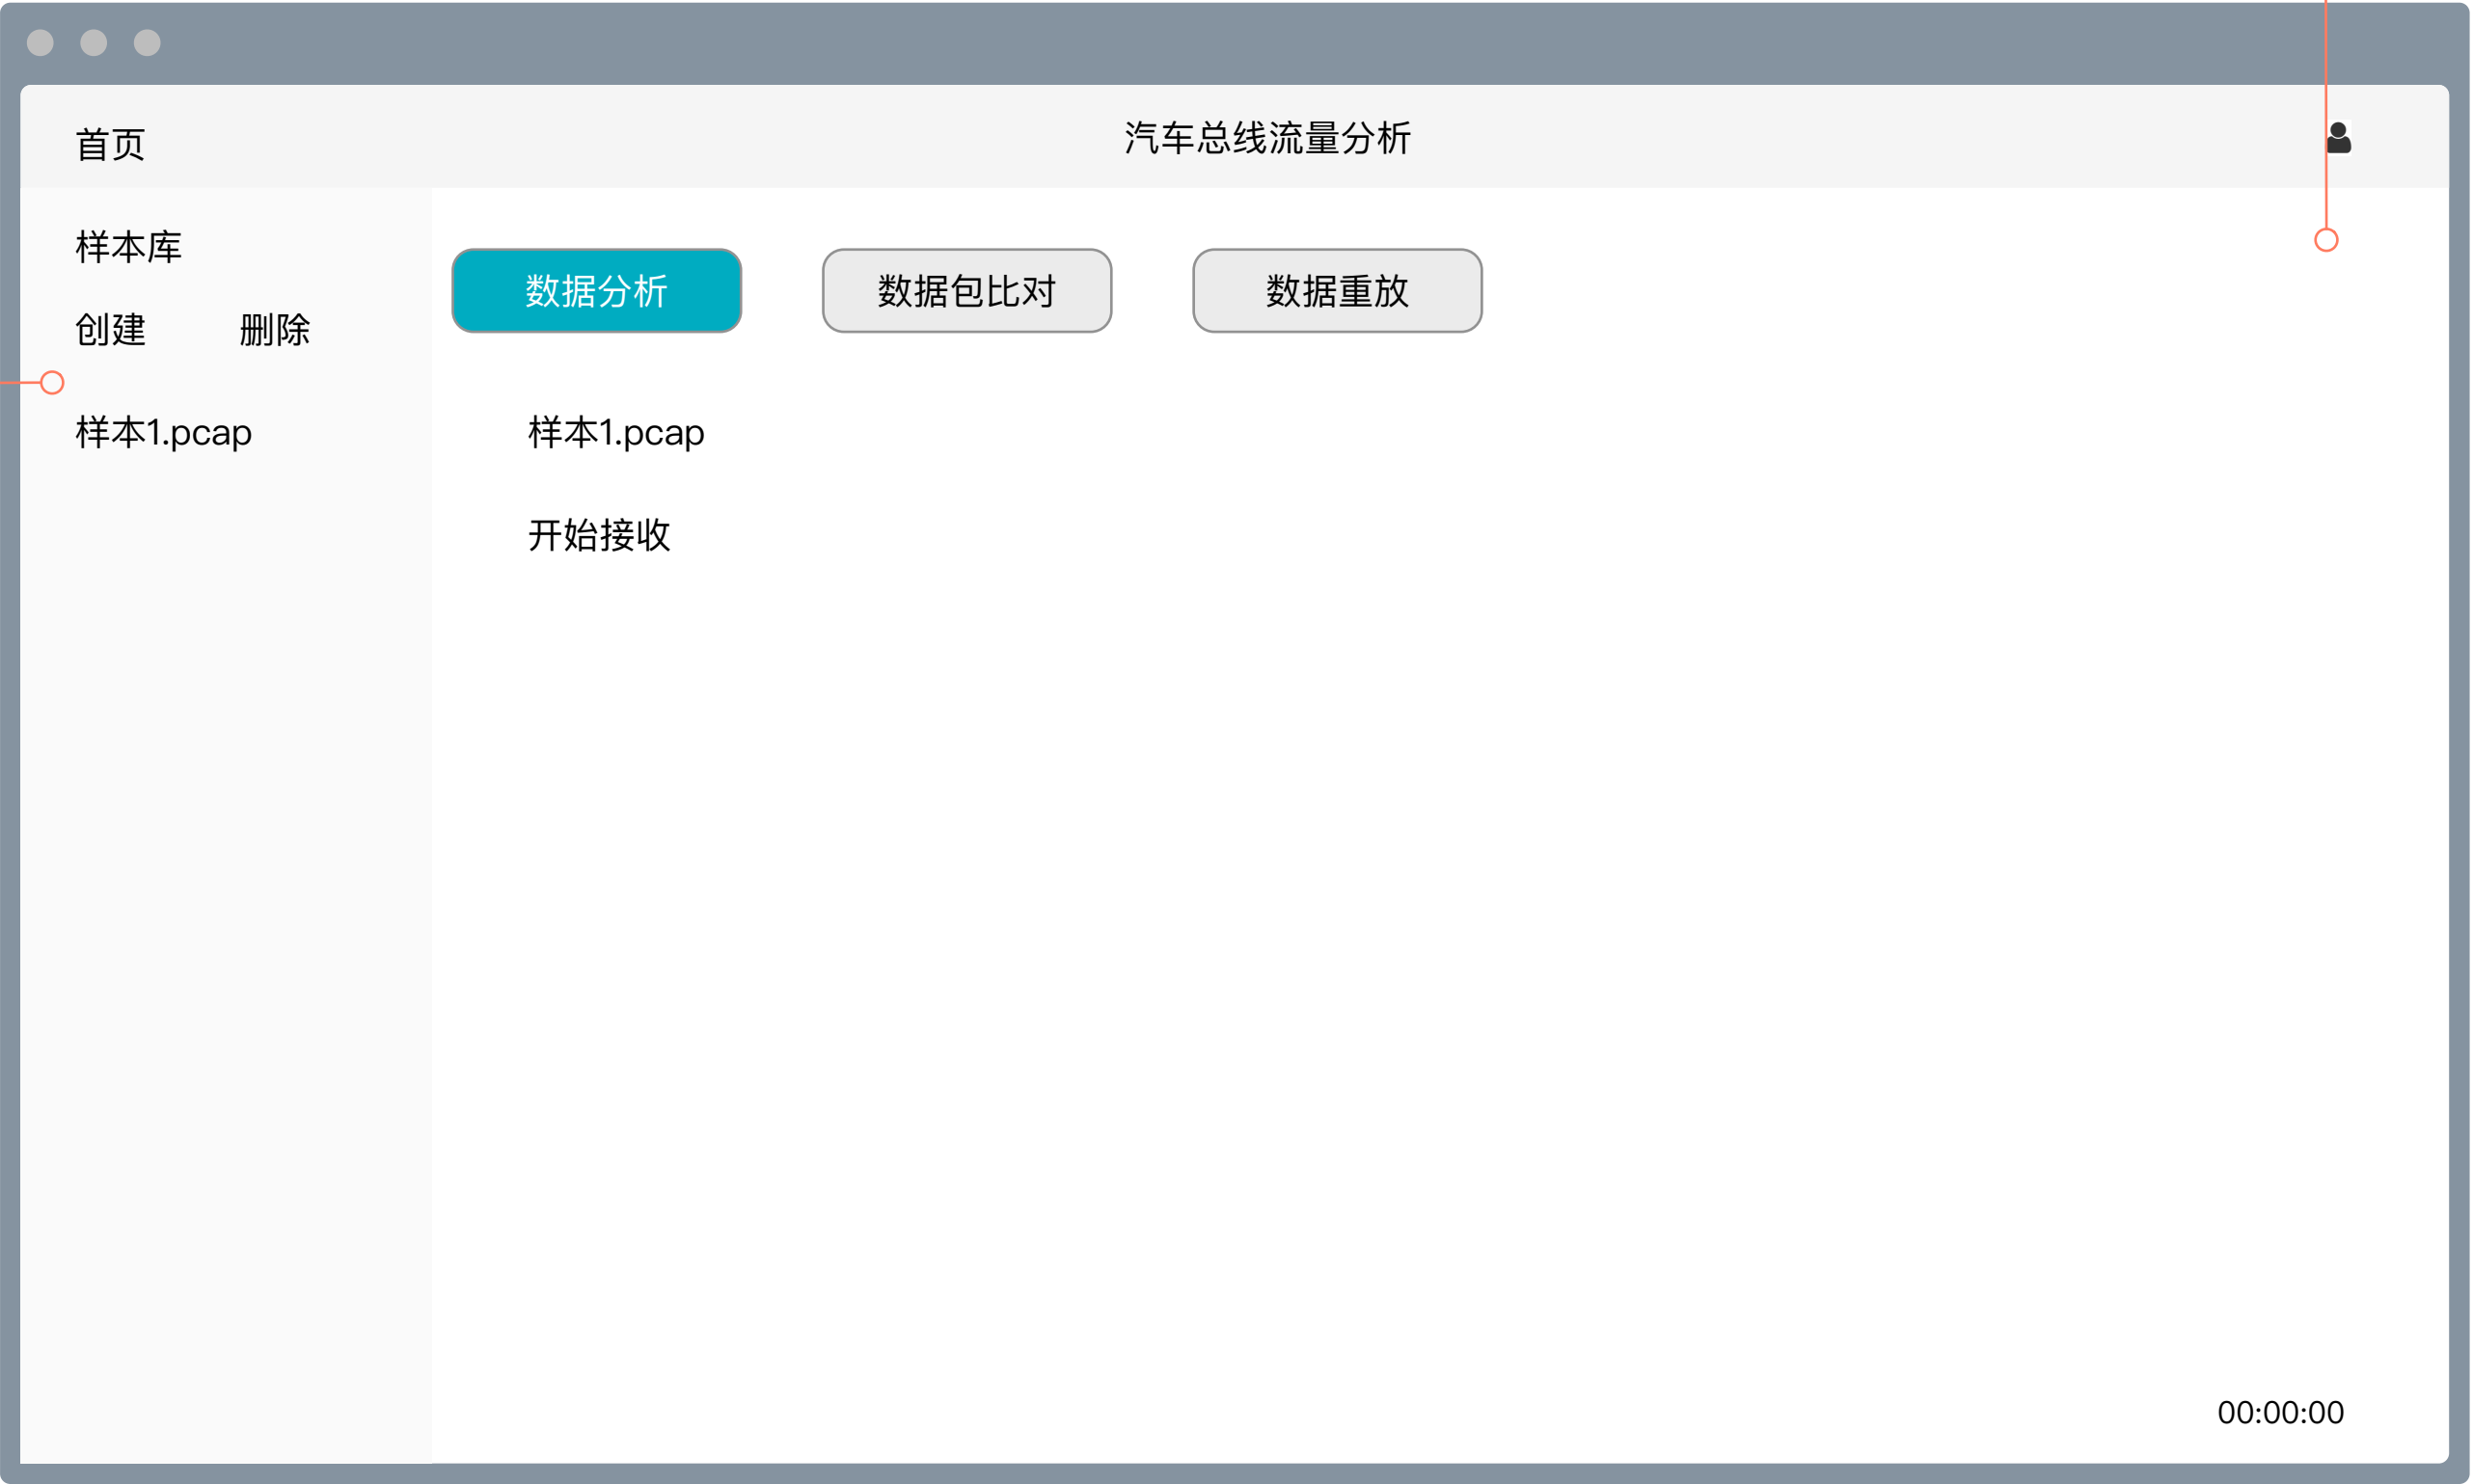 首页
汽车总线流量分析
样本库
创建 删除
样本1.pcap
数据分析 数据包比对 数据重放
样本1.pcap
开始接收
00:00:00